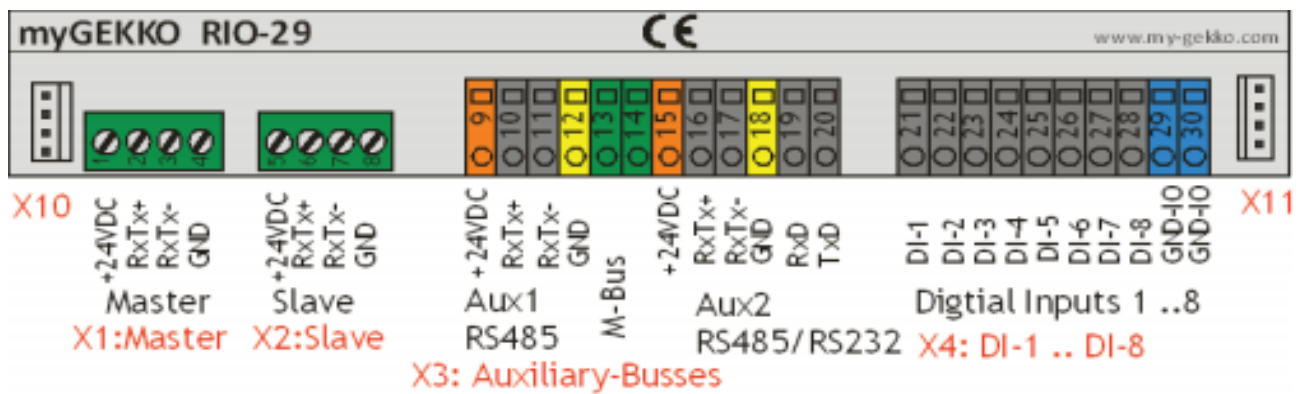 myGEKKO RIO-29 CE www.my-gekko.com
1 2 3 4 5 6 7 8 9 10 11 12 13 14 15 16 17 18 19 20 21 22 23 24 25 26 27 28 29 30
X10 X11
+24VDC RxTx+ RxTx- GND +24VDC RxTx+ RxTx- GND +24VDC RxTx+ RxTx- GND M-Bus +24VDC RxTx+ RxTx- GND RxD TxD DI-1 DI-2 DI-3 DI-4 DI-5 DI-6 DI-7 DI-8 GND-IO GND-IO
Master Slave Aux1 Aux2 Digtial Inputs 1 ..8
X1:Master X2:Slave RS485 RS485/RS232 X4: DI-1 .. DI-8
X3: Auxiliary-Busses